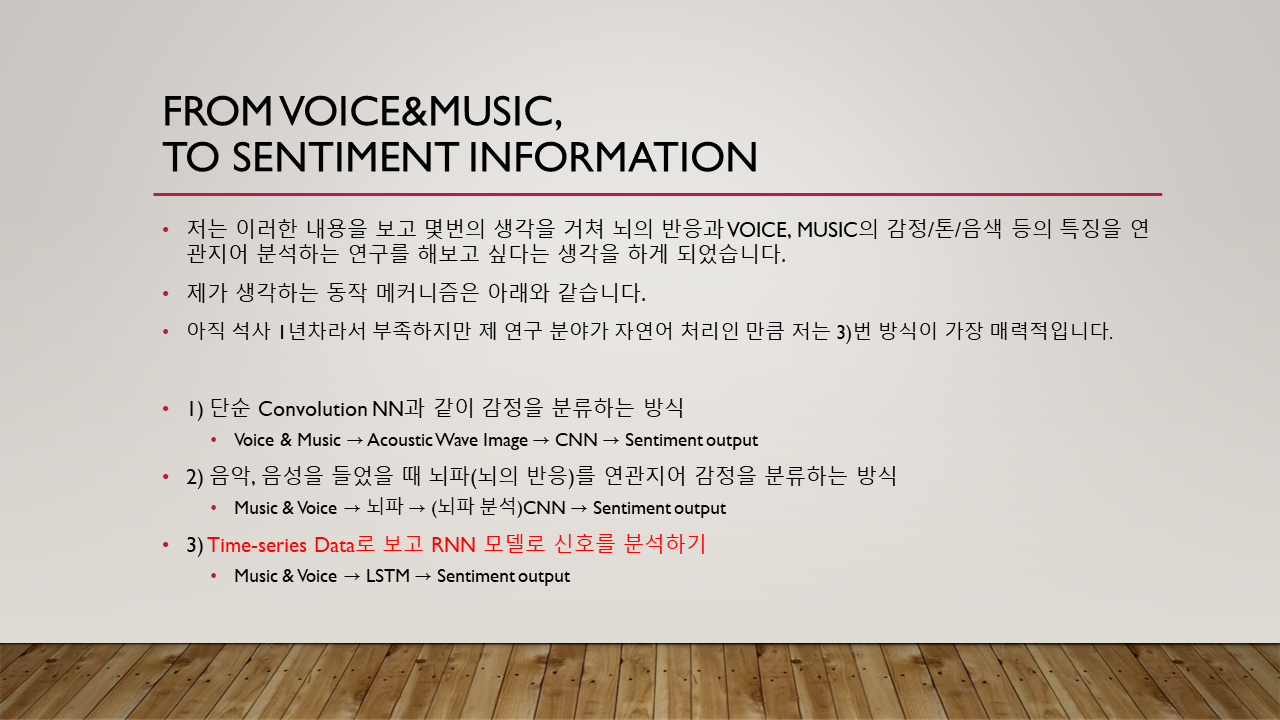 FROM VOICE&MUSIC,
TO SENTIMENT INFORMATION
• 저는 이러한 내용을 보고 몇번의 생각을 거쳐 뇌의 반응과 VOICE, MUSIC의 감정/톤/음색 등의 특징을 연
관지어 분석하는 연구를 해보고 싶다는 생각을 하게 되었습니다.
• 제가 생각하는 동작 메커니즘은 아래와 같습니다.
• 아직 석사 1년차라서 부족하지만 제 연구 분야가 자연어 처리인 만큼 저는 3)번 방식이 가장 매력적입니다.
• 1) 단순 Convolution NN과 같이 감정을 분류하는 방식
• Voice & Music → Acoustic Wave Image → CNN → Sentiment output
• 2) 음악, 음성을 들었을 때 뇌파(뇌의 반응)를 연관지어 감정을 분류하는 방식
• Music & Voice → 뇌파 → (뇌파 분석)CNN → Sentiment output
• 3) Time-series Data로 보고 RNN 모델로 신호를 분석하기
• Music & Voice → LSTM → Sentiment output